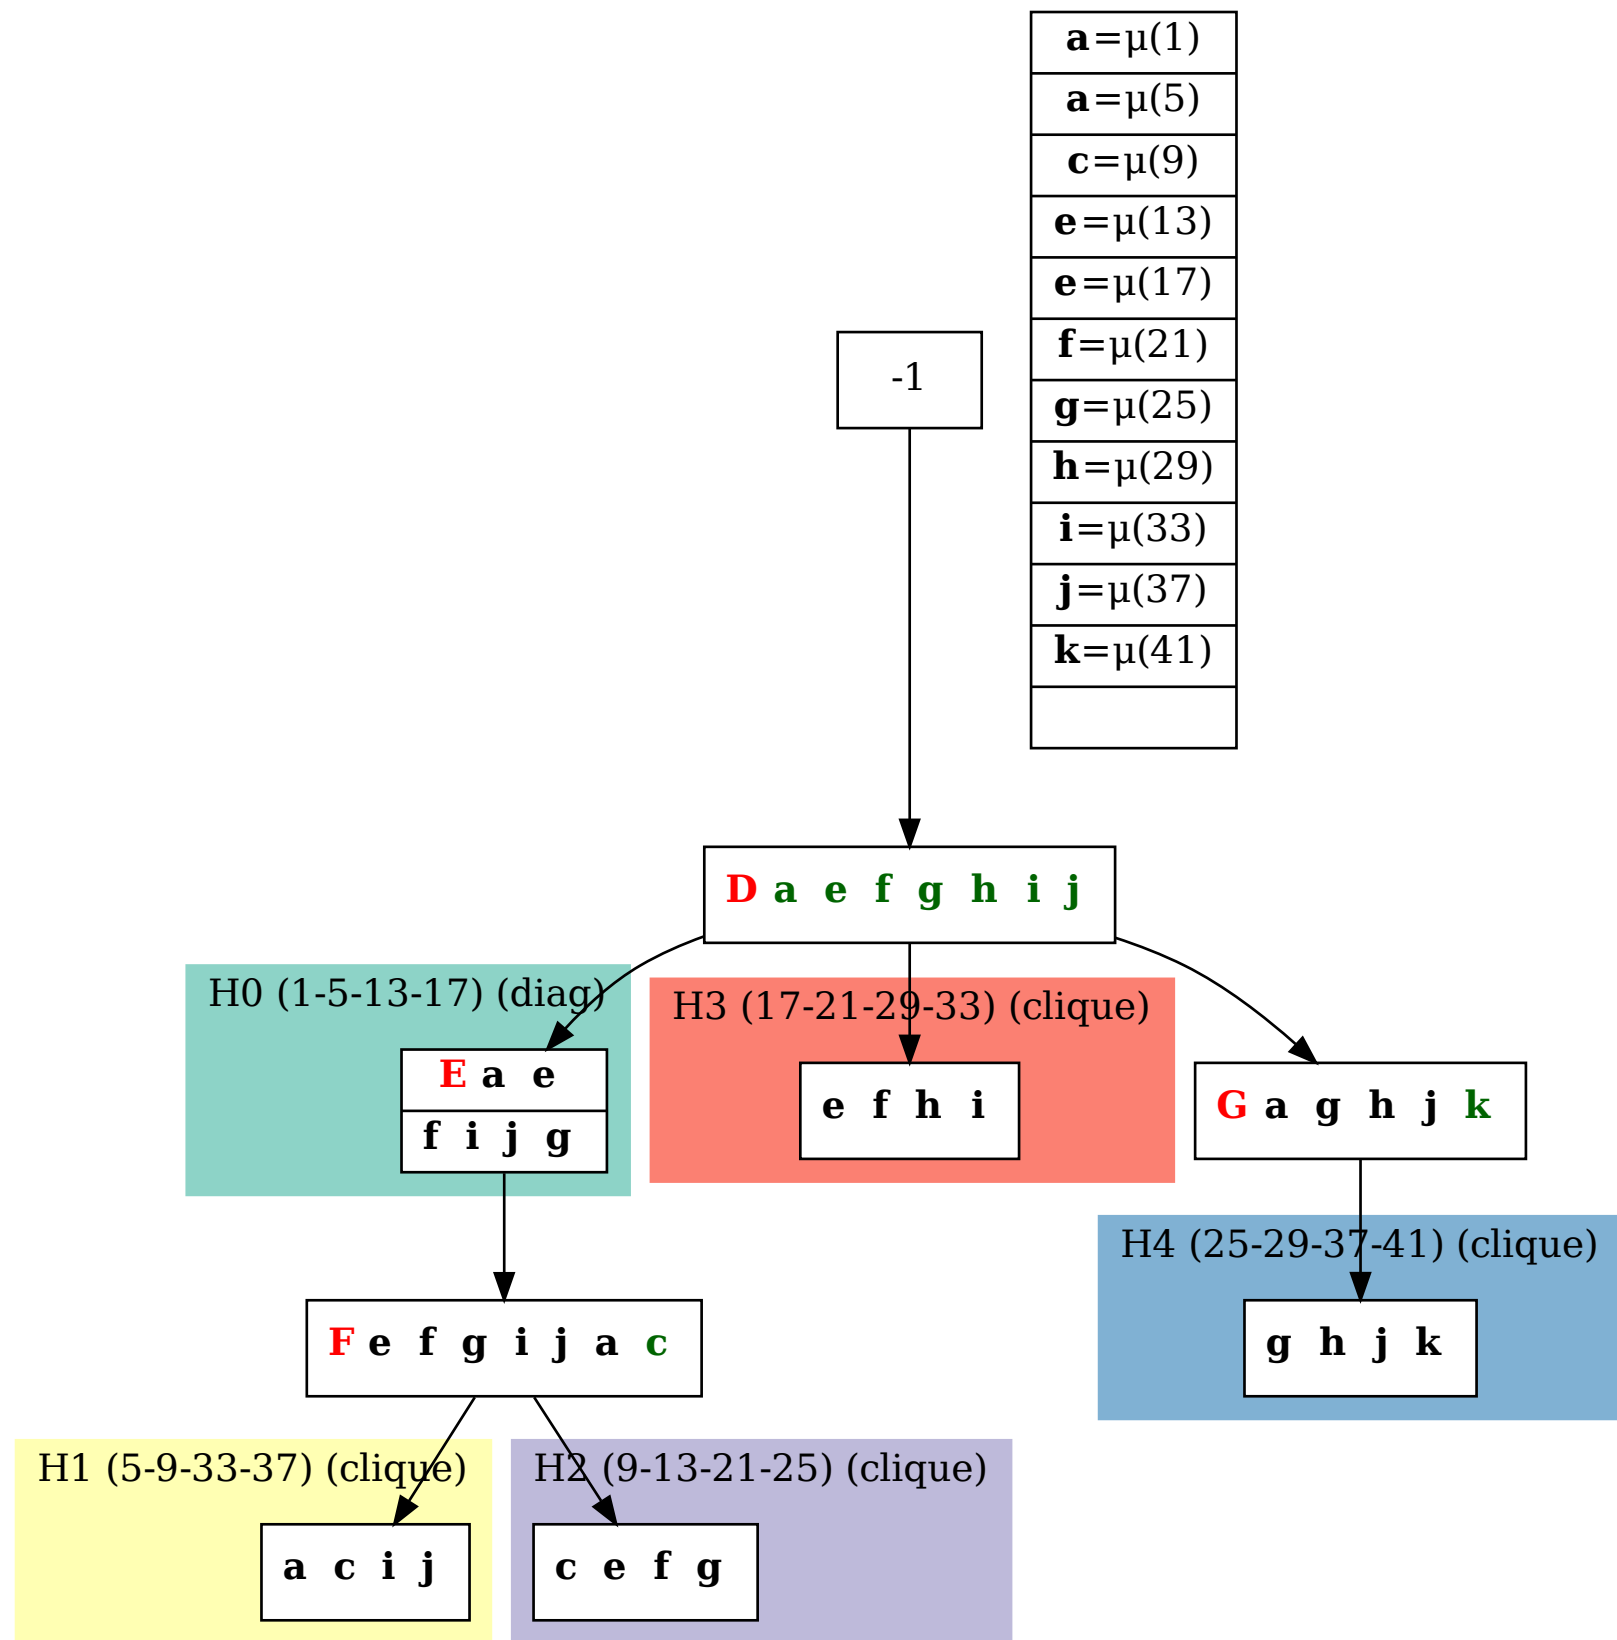 a=μ(1)
a=μ(5)
c=μ(9)
e=μ(13)
e=μ(17)
f=μ(21)
g=μ(25)
h=μ(29)
i=μ(33)
j=μ(37)
k=μ(41)
-1
D a e f g h i j
H0 (1-5-13-17) (diag)
E a e
f i j g
H3 (17-21-29-33) (clique)
e f h i
G a g h j k
H4 (25-29-37-41) (clique)
g h j k
F e f g i j a c
H1 (5-9-33-37) (clique)
a c i j
H2 (9-13-21-25) (clique)
c e f g